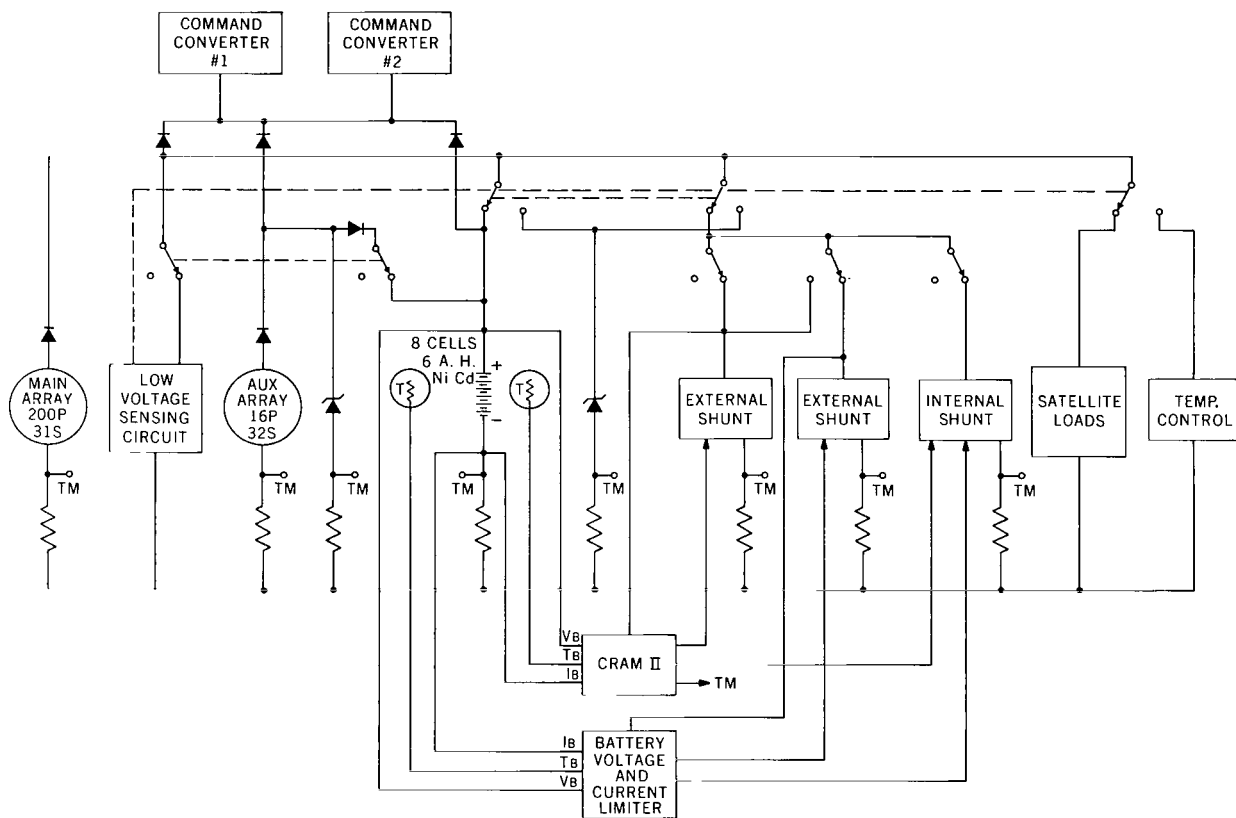 COMMAND
CONVERTER
#1
COMMAND
CONVERTER
#2
8 CELLS
6 A. H.
Ni Cd
+
-
T
T
MAIN
ARRAY
200P
31S
LOW
VOLTAGE
SENSING
CIRCUIT
AUX
ARRAY
16P
32S
EXTERNAL
SHUNT
EXTERNAL
SHUNT
INTERNAL
SHUNT
SATELLITE
LOADS
TEMP.
CONTROL
TM
TM
TM
TM
TM
TM
TM
VB
TB
IB
CRAM II
TM
IB
TB
VB
BATTERY
VOLTAGE
AND
CURRENT
LIMITER